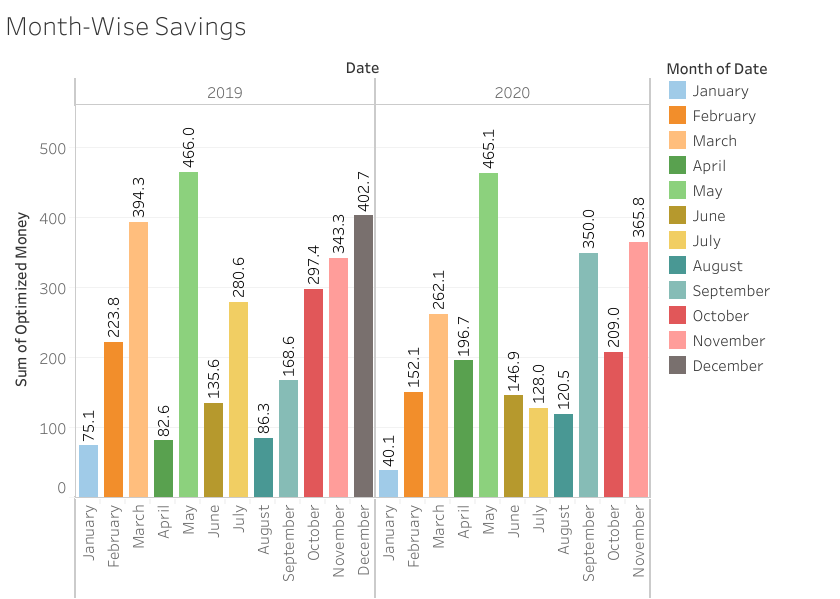 Month-Wise Savings
Date
2019
2020
Sum of Optimized Money
500
400
300
200
100
0
75.1
223.8
394.3
82.6
466.0
135.6
280.6
86.3
168.6
297.4
343.3
402.7
40.1
152.1
262.1
196.7
465.1
146.9
128.0
120.5
350.0
209.0
365.8
January
February
March
April
May
June
July
August
September
October
November
December
January
February
March
April
May
June
July
August
September
October
November
Month of Date
January
February
March
April
May
June
July
August
September
October
November
December